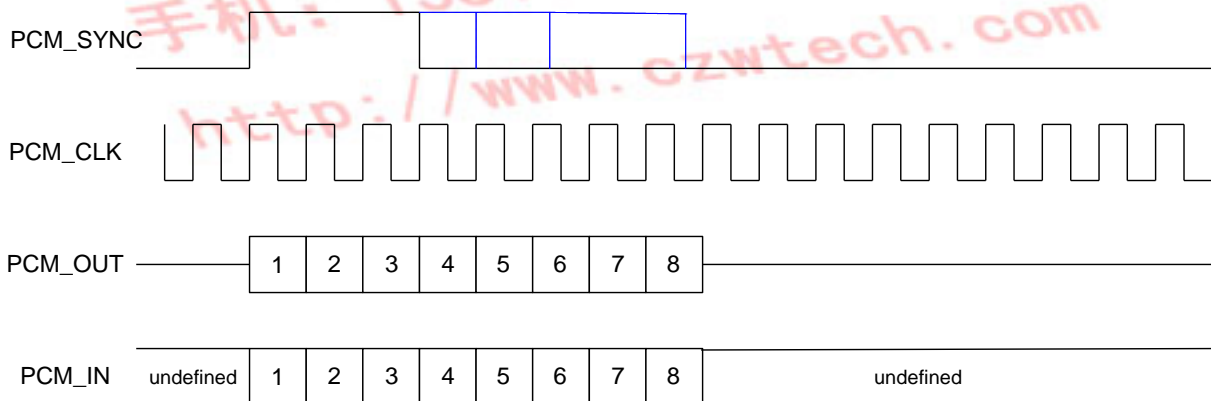 手机:
http://www.czwtech.com
PCM_SYNC
PCM_CLK
PCM_OUT 1 2 3 4 5 6 7 8
PCM_IN undefined 1 2 3 4 5 6 7 8 undefined